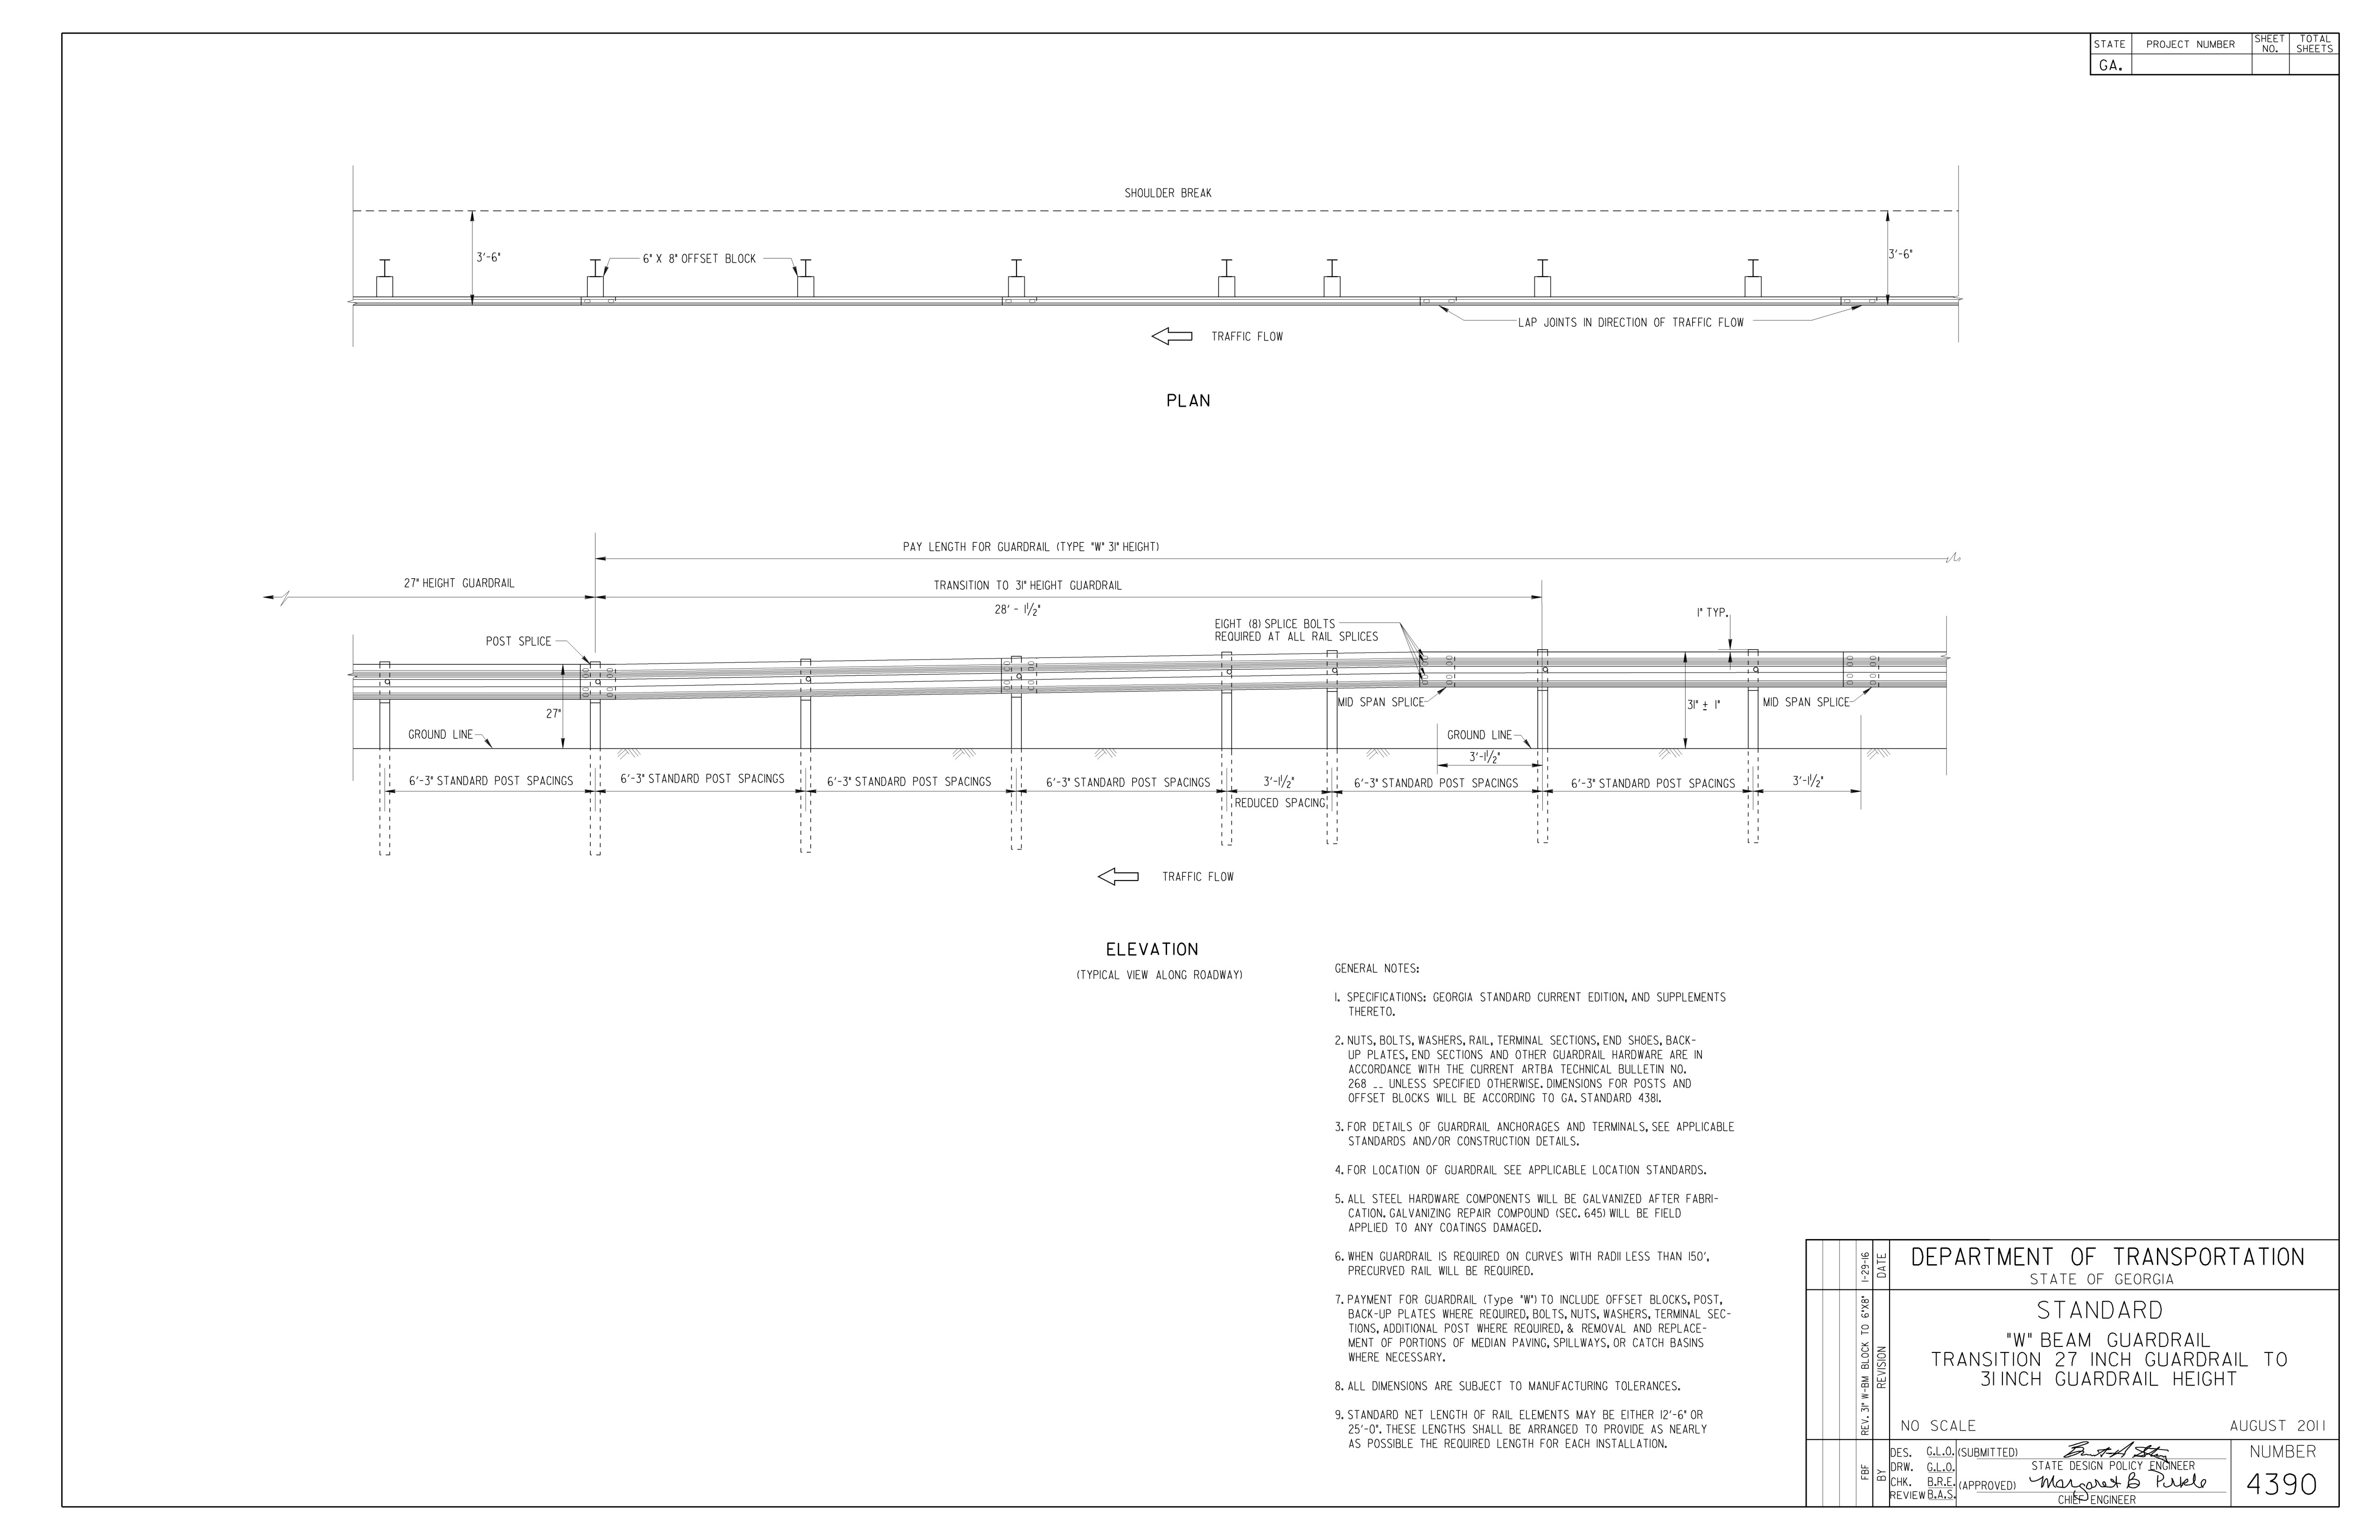 STATE PROJECT NUMBER SHEET NO. TOTAL SHEETS
GA.
SHOULDER BREAK
3'-6"
6" X 8" OFFSET BLOCK
3'-6"
LAP JOINTS IN DIRECTION OF TRAFFIC FLOW
TRAFFIC FLOW
PLAN
PAY LENGTH FOR GUARDRAIL (TYPE "W" 31" HEIGHT)
27" HEIGHT GUARDRAIL
TRANSITION TO 31" HEIGHT GUARDRAIL
28' - 1 1/2"
1" TYP.
EIGHT (8) SPLICE BOLTS
REQUIRED AT ALL RAIL SPLICES
POST SPLICE
27"
MID SPAN SPLICE
31" ± 1"
MID SPAN SPLICE
GROUND LINE
GROUND LINE
3'-1 1/2"
6'-3" STANDARD POST SPACINGS
6'-3" STANDARD POST SPACINGS
6'-3" STANDARD POST SPACINGS
6'-3" STANDARD POST SPACINGS
3'-1 1/2"
REDUCED SPACING
6'-3" STANDARD POST SPACINGS
6'-3" STANDARD POST SPACINGS
3'-1 1/2"
TRAFFIC FLOW
ELEVATION
(TYPICAL VIEW ALONG ROADWAY)
GENERAL NOTES:
1. SPECIFICATIONS: GEORGIA STANDARD CURRENT EDITION, AND SUPPLEMENTS
THERETO.
2. NUTS, BOLTS, WASHERS, RAIL, TERMINAL SECTIONS, END SHOES, BACK-
UP PLATES, END SECTIONS AND OTHER GUARDRAIL HARDWARE ARE IN
ACCORDANCE WITH THE CURRENT ARTBA TECHNICAL BULLETIN NO.
268 -- UNLESS SPECIFIED OTHERWISE. DIMENSIONS FOR POSTS AND
OFFSET BLOCKS WILL BE ACCORDING TO GA. STANDARD 4381.
3. FOR DETAILS OF GUARDRAIL ANCHORAGES AND TERMINALS, SEE APPLICABLE
STANDARDS AND/OR CONSTRUCTION DETAILS.
4. FOR LOCATION OF GUARDRAIL SEE APPLICABLE LOCATION STANDARDS.
5. ALL STEEL HARDWARE COMPONENTS WILL BE GALVANIZED AFTER FABRI-
CATION. GALVANIZING REPAIR COMPOUND (SEC. 645) WILL BE FIELD
APPLIED TO ANY COATINGS DAMAGED.
6. WHEN GUARDRAIL IS REQUIRED ON CURVES WITH RADII LESS THAN 150',
PRECURVED RAIL WILL BE REQUIRED.
7. PAYMENT FOR GUARDRAIL (Type "W") TO INCLUDE OFFSET BLOCKS, POST,
BACK-UP PLATES WHERE REQUIRED, BOLTS, NUTS, WASHERS, TERMINAL SEC-
TIONS, ADDITIONAL POST WHERE REQUIRED, & REMOVAL AND REPLACE-
MENT OF PORTIONS OF MEDIAN PAVING, SPILLWAYS, OR CATCH BASINS
WHERE NECESSARY.
8. ALL DIMENSIONS ARE SUBJECT TO MANUFACTURING TOLERANCES.
9. STANDARD NET LENGTH OF RAIL ELEMENTS MAY BE EITHER 12'-6" OR
25'-0". THESE LENGTHS SHALL BE ARRANGED TO PROVIDE AS NEARLY
AS POSSIBLE THE REQUIRED LENGTH FOR EACH INSTALLATION.
1-29-16
DATE
REV. 31" W-BM BLOCK TO 6"X8"
REVISION
FBF
BY
DEPARTMENT OF TRANSPORTATION
STATE OF GEORGIA
STANDARD
"W" BEAM GUARDRAIL
TRANSITION 27 INCH GUARDRAIL TO
31 INCH GUARDRAIL HEIGHT
NO SCALE AUGUST 2011
DES. G.L.O.
DRW. G.L.O.
CHK. B.R.E.
REVIEW B.A.S.
(SUBMITTED)
STATE DESIGN POLICY ENGINEER
(APPROVED) Margaret B Pirkle
CHIEF ENGINEER
NUMBER
4390